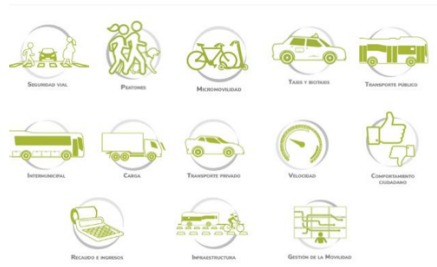 SEGURIDAD VIAL
PEATONES
MICROMOVILIDAD
TAXIS Y BICITAXIS
TRANSPORTE PÚBLICO
INTERMUNICIPAL
CARGA
TRANSPORTE PRIVADO
VELOCIDAD
COMPORTAMIENTO
CIUDADANO
RECAUDO E INGRESOS
INFRAESTRUCTURA
GESTIÓN DE LA MOVILIDAD